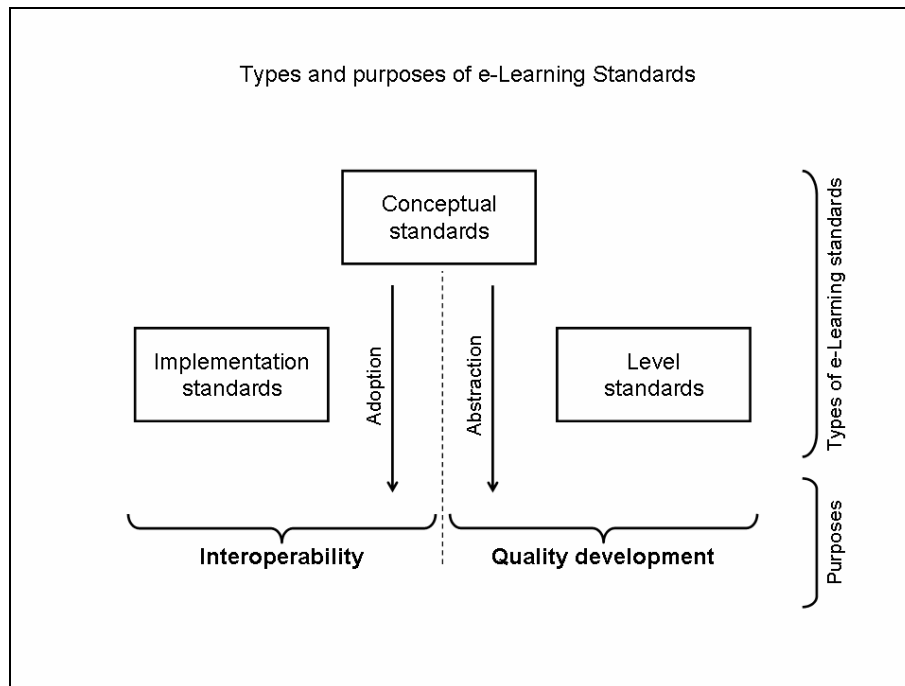 Types and purposes of e-Learning Standards
Conceptual
standards
Implementation
standards
Adoption
Abstraction
Level
standards
Types of e-Learning standards
Interoperability
Quality development
Purposes